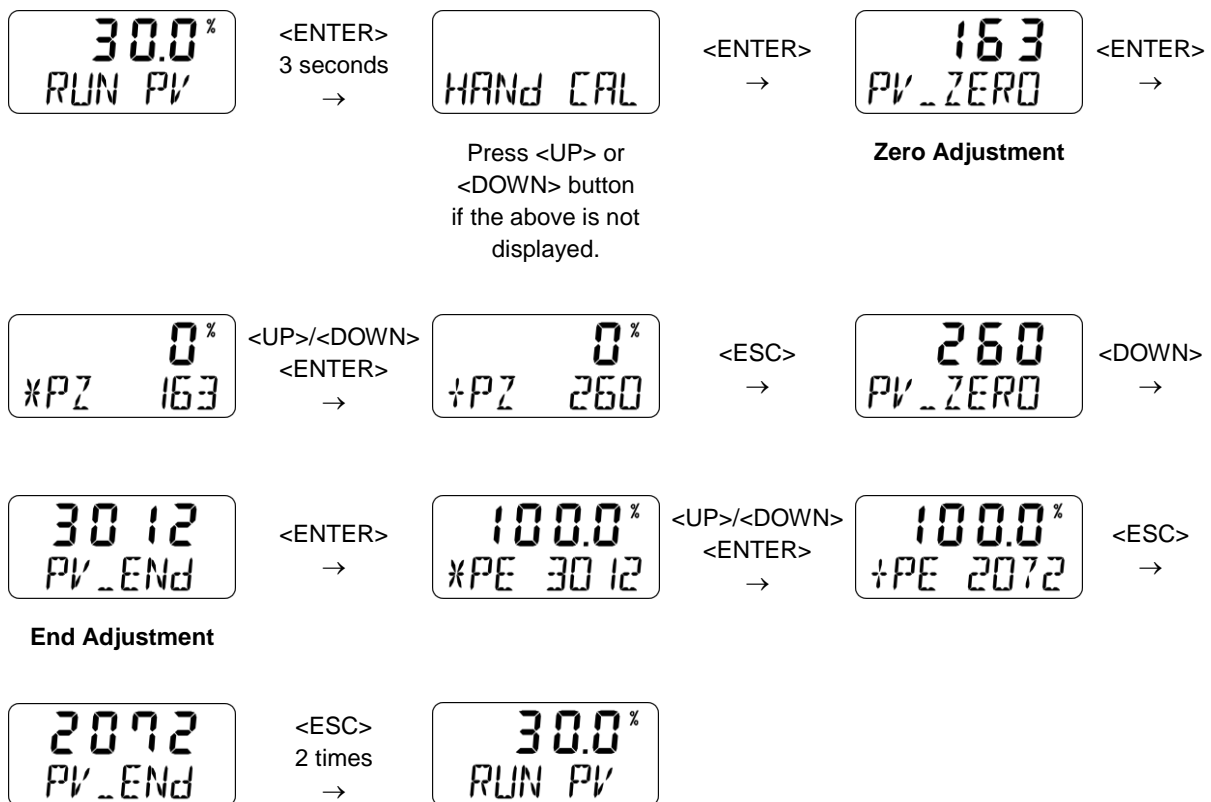 30.0%
RUN PV
<ENTER>
3 seconds
→
HANd CAL
Press <UP> or
<DOWN> button
if the above is not
displayed.
<ENTER>
→
163
PV_ZERO
Zero Adjustment
<ENTER>
→
0%
*PZ 163
<UP>/<DOWN>
<ENTER>
→
0%
+PZ 260
<ESC>
→
260
PV_ZERO
<DOWN>
→
3012
PV_ENd
End Adjustment
<ENTER>
→
100.0%
*PE 3012
<UP>/<DOWN>
<ENTER>
→
100.0%
+PE 2072
<ESC>
→
2072
PV_ENd
<ESC>
2 times
→
30.0%
RUN PV